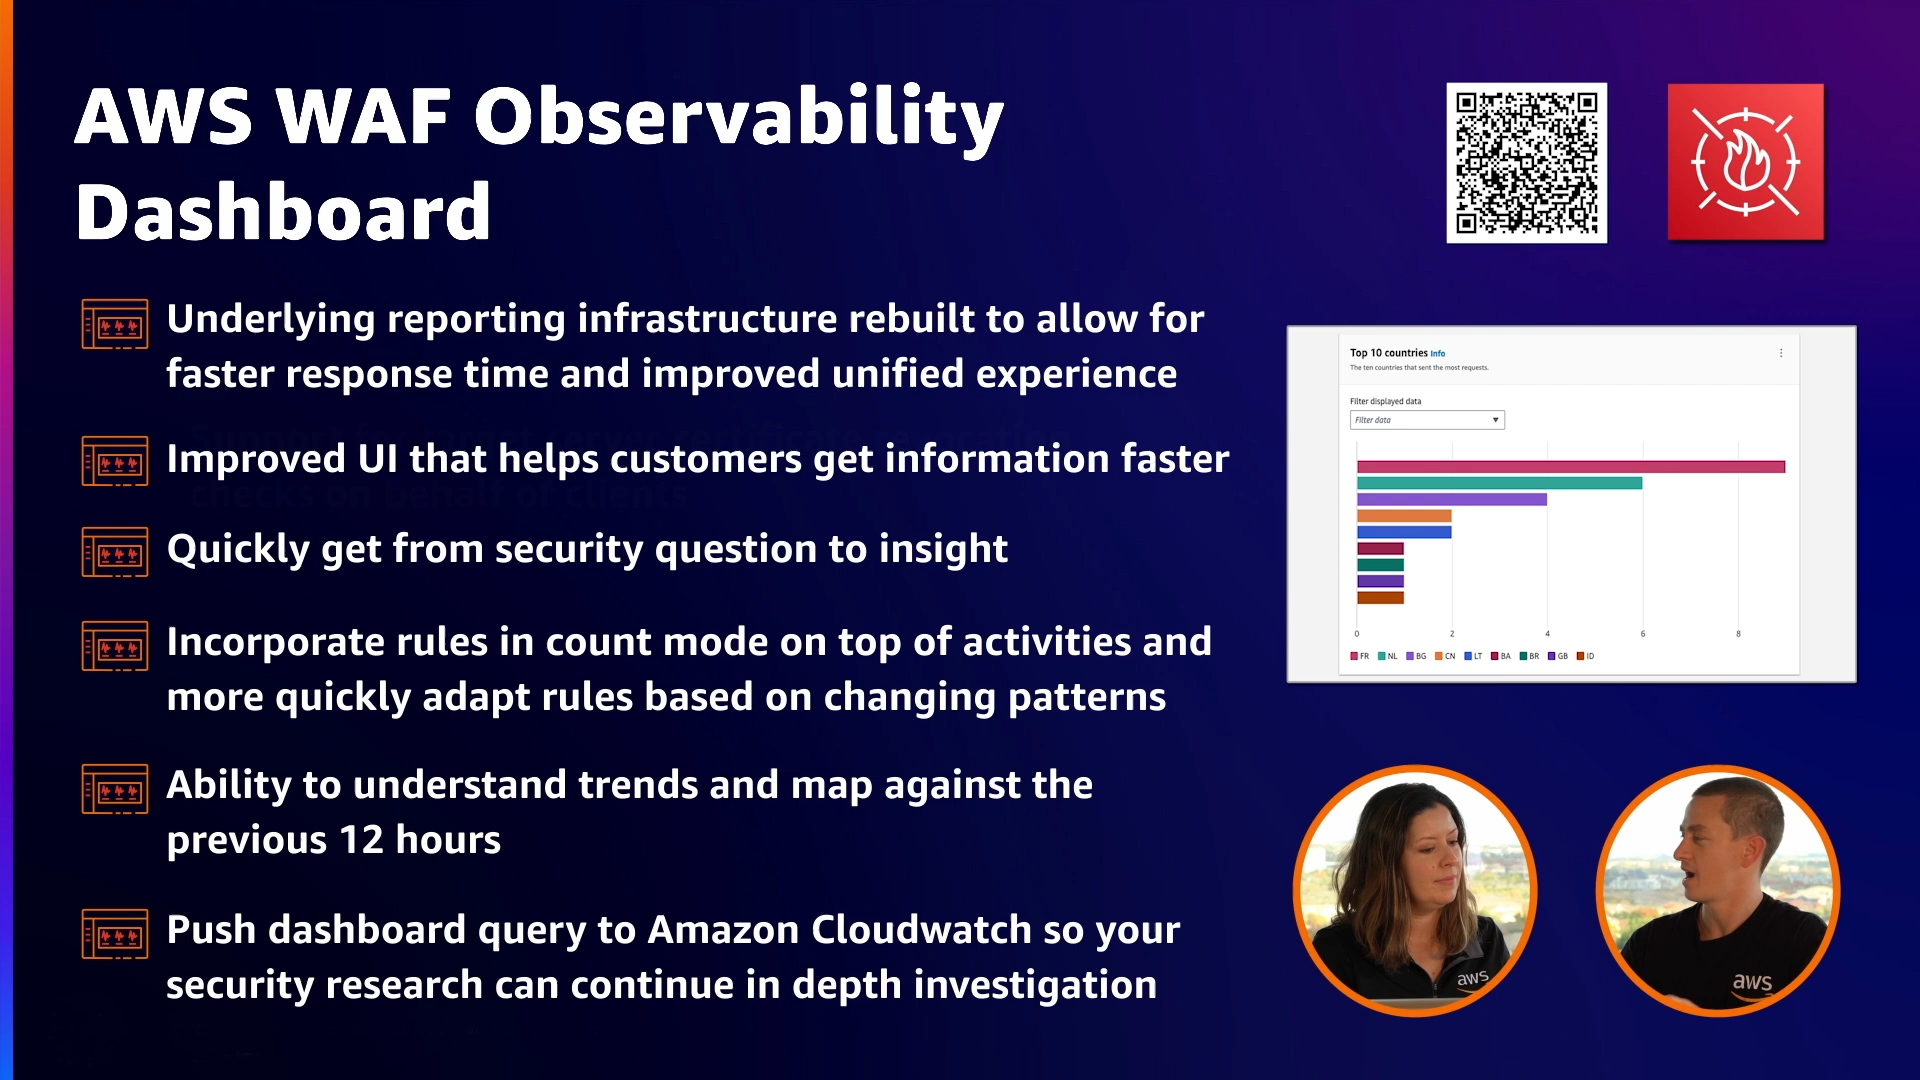 AWS WAF Observability
Dashboard
Underlying reporting infrastructure rebuilt to allow for
faster response time and improved unified experience
Improved UI that helps customers get information faster
Quickly get from security question to insight
Incorporate rules in count mode on top of activities and
more quickly adapt rules based on changing patterns
Ability to understand trends and map against the
previous 12 hours
Push dashboard query to Amazon Cloudwatch so your
security research can continue in depth investigation
Top 10 countries Info
The ten countries that sent the most requests.
Filter displayed data
Filter data
0 2 4 6 8
FR NL BG CN LT BA BR GB ID
aws
aws